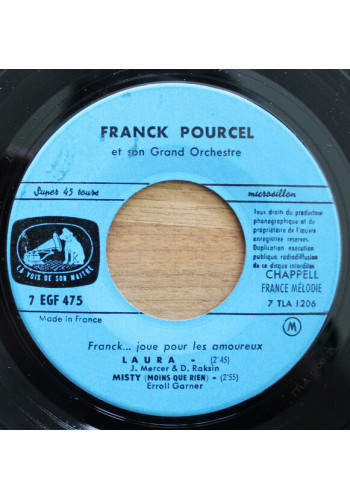 FRANCK POURCEL
et son Grand Orchestre
Super 45 tours
microsillon
LA VOIX DE SON MAITRE
7 EGF 475
Made in France
Tous droits du producteur
phonographique et du
propriétaire de l'œuvre
enregistrée réservés.
Duplication exécution
publique radiodiffusion
de ce disque interdites
CHAPPELL
FRANCE MÉLODIE
7 TLA 1206
M
Franck... joue pour les amoureux
LAURA - (2'45)
J. Mercer & D. Raksin
MISTY (MOINS QUE RIEN) - (2'55)
Erroll Garner